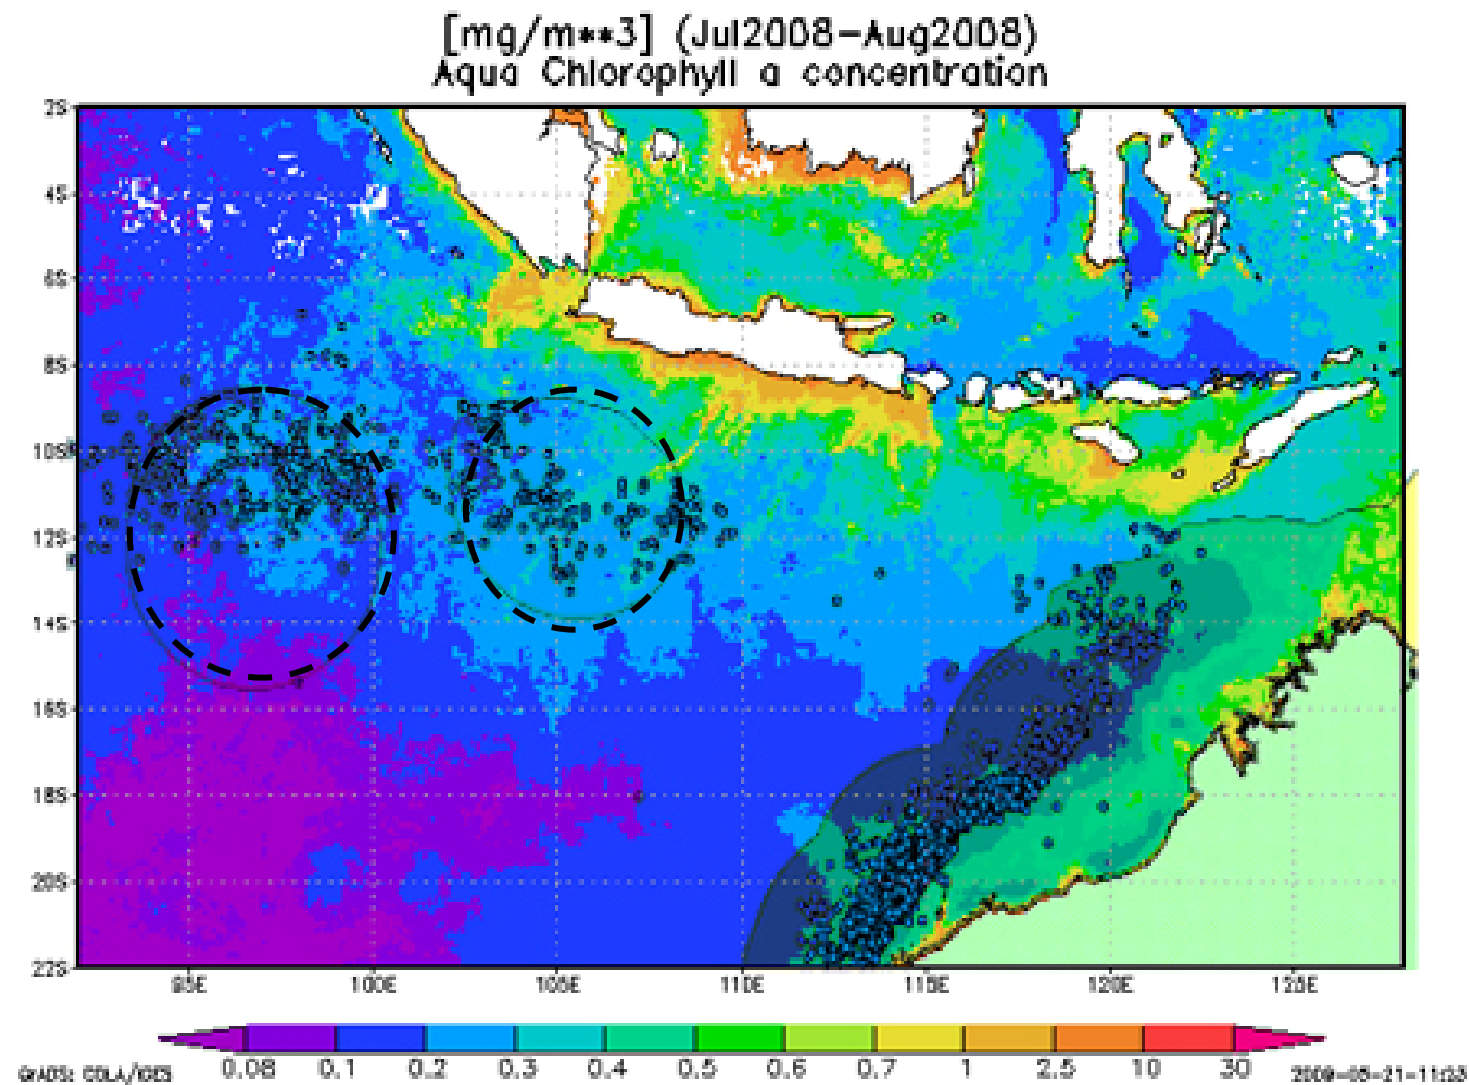 [mg/m**3] (Jul2008-Aug2008)
Aqua Chlorophyll a concentration
2S
4S
6S
8S
10S
12S
14S
16S
18S
20S
22S
95E 100E 105E 110E 115E 120E 125E
0.08 0.1 0.2 0.3 0.4 0.5 0.6 0.7 1 2.5 10 30
GrADS: COLA/IGES